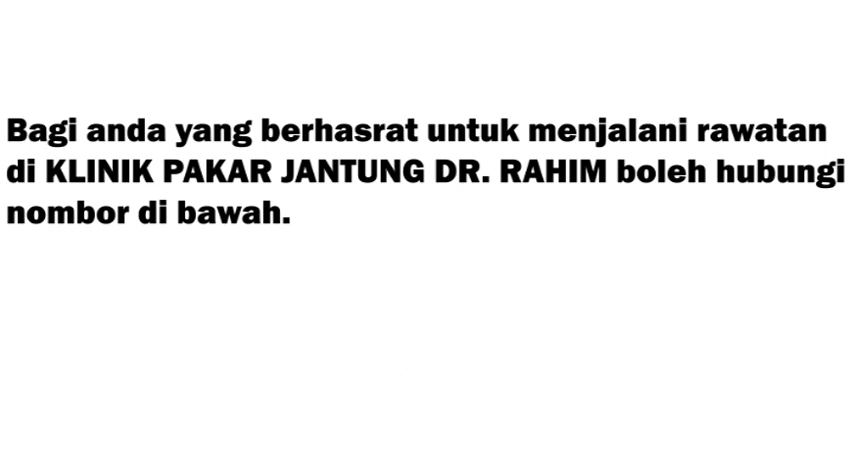 Bagi anda yang berhasrat untuk menjalani rawatan
di KLINIK PAKAR JANTUNG DR. RAHIM boleh hubungi
nombor di bawah.